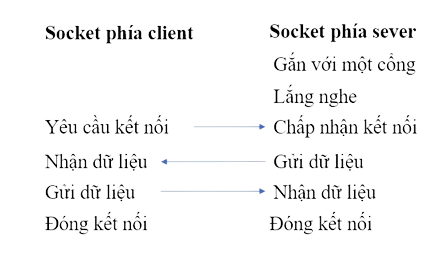 Socket phía client Socket phía sever
Gắn với một cổng
Lắng nghe
Yêu cầu kết nối Chấp nhận kết nối
Nhận dữ liệu Gửi dữ liệu
Gửi dữ liệu Nhận dữ liệu
Đóng kết nối Đóng kết nối